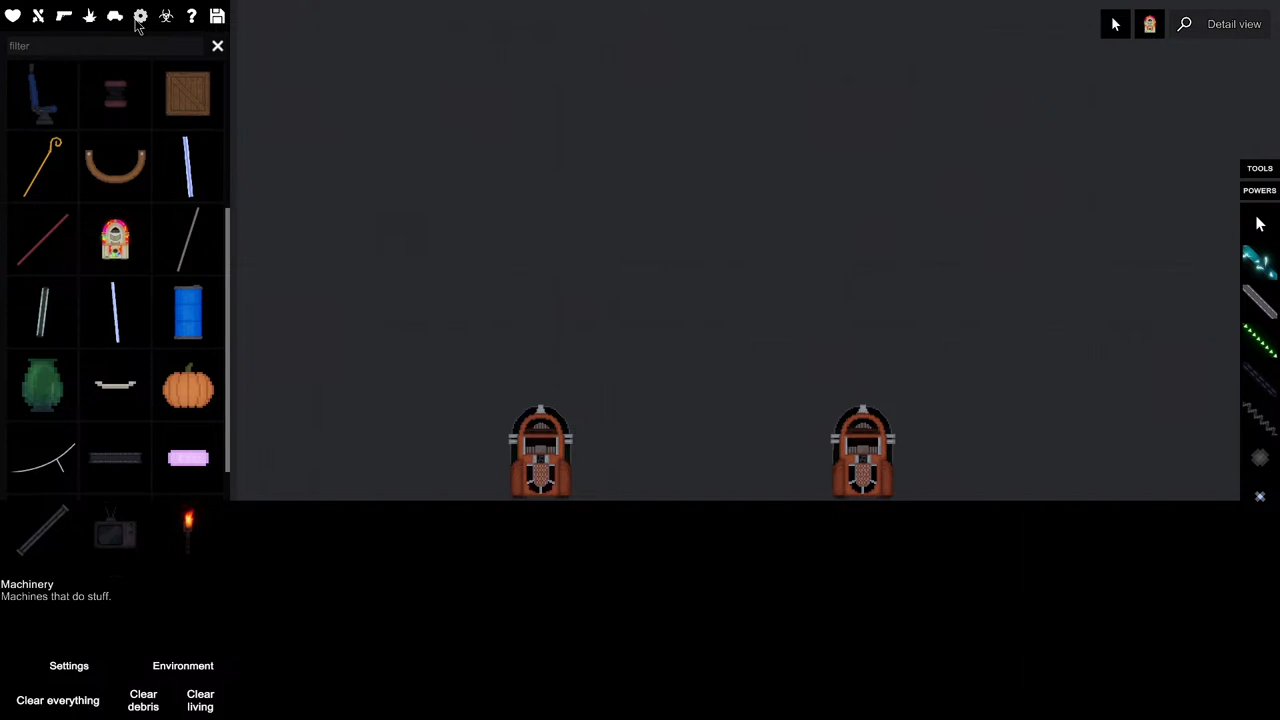 filter
Detail view
TOOLS
POWERS
Machinery
Machines that do stuff.
Settings
Environment
Clear everything
Clear
debris
Clear
living